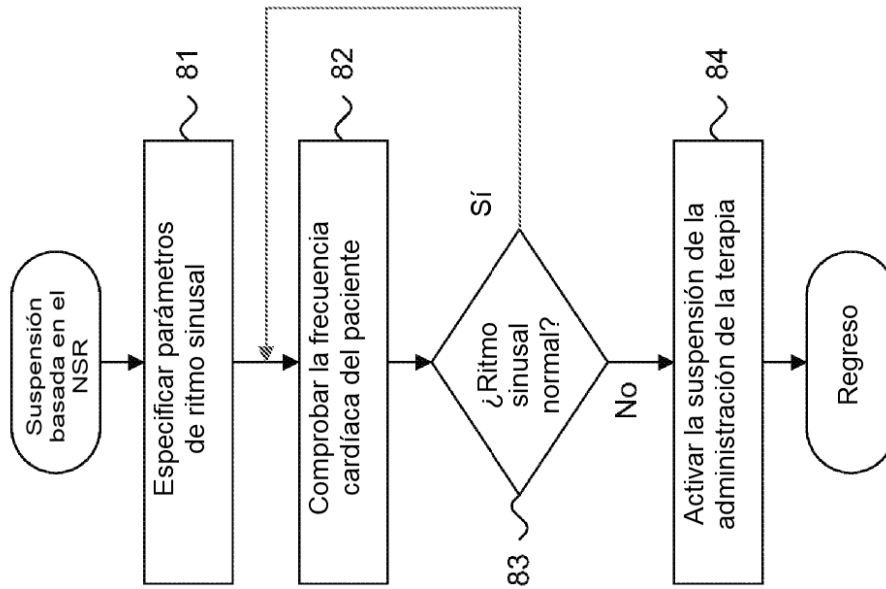 Suspensión
basada en el
NSR
Especificar parámetros
de ritmo sinusal
81
Comprobar la frecuencia
cardíaca del paciente
82
¿Ritmo
sinusal
normal?
Sí
83
No
Activar la suspensión de la
administración de la terapia
84
Regreso